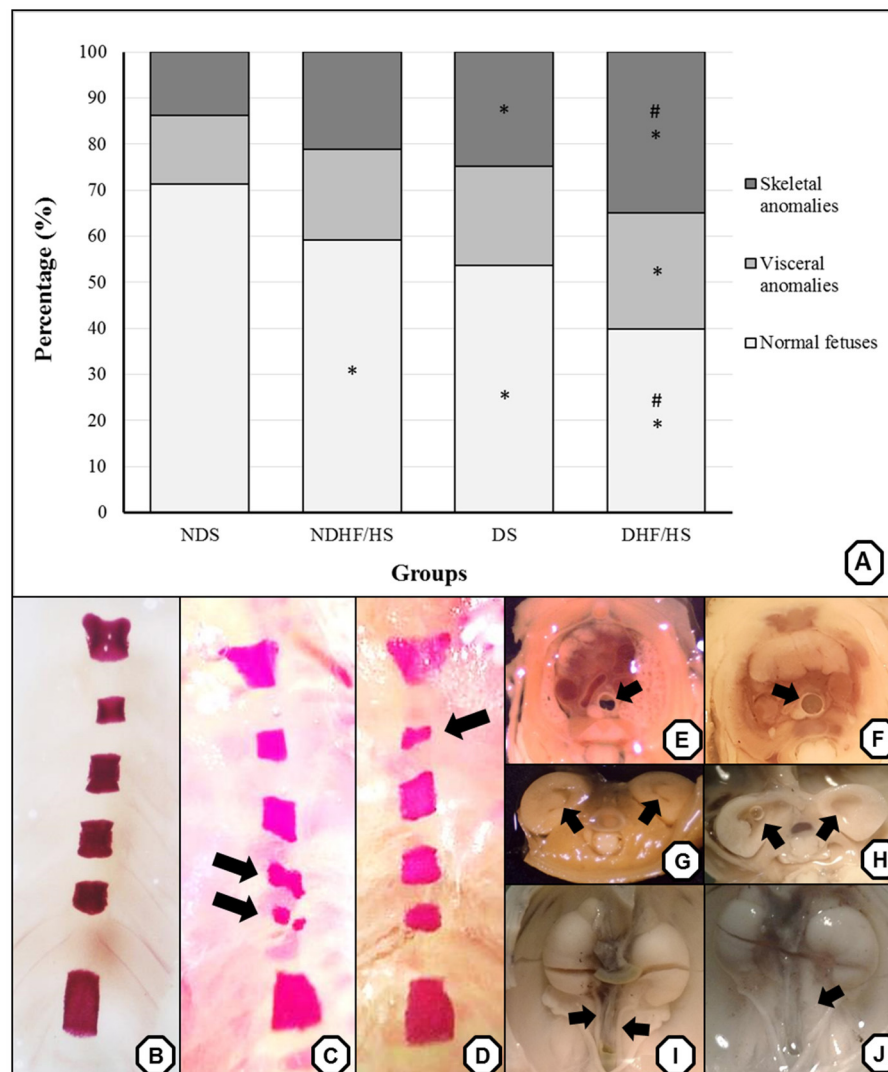 100
90
80
70
60
50
40
30
20
10
0
Percentage (%)
*
*
*
#
*
*
#
*
Skeletal
anomalies
Visceral
anomalies
Normal fetuses
NDS NDHF/HS DS DHF/HS
Groups
A
B
C
D
E
F
G
H
I
J